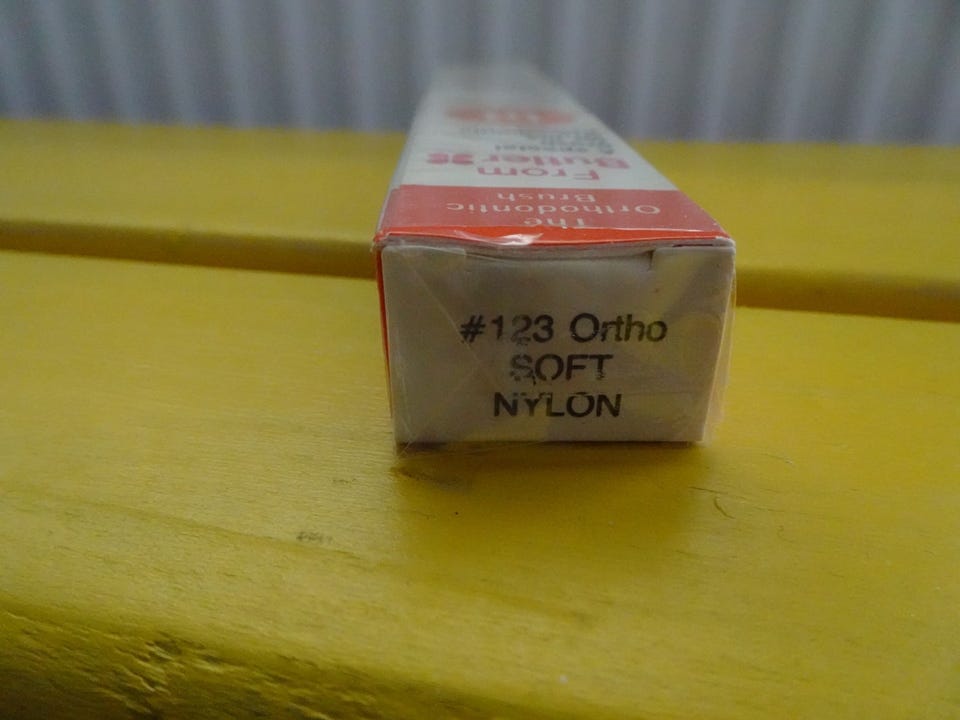 #123 Ortho
SOFT
NYLON
The
Orthodontic
Brush
From
Butler